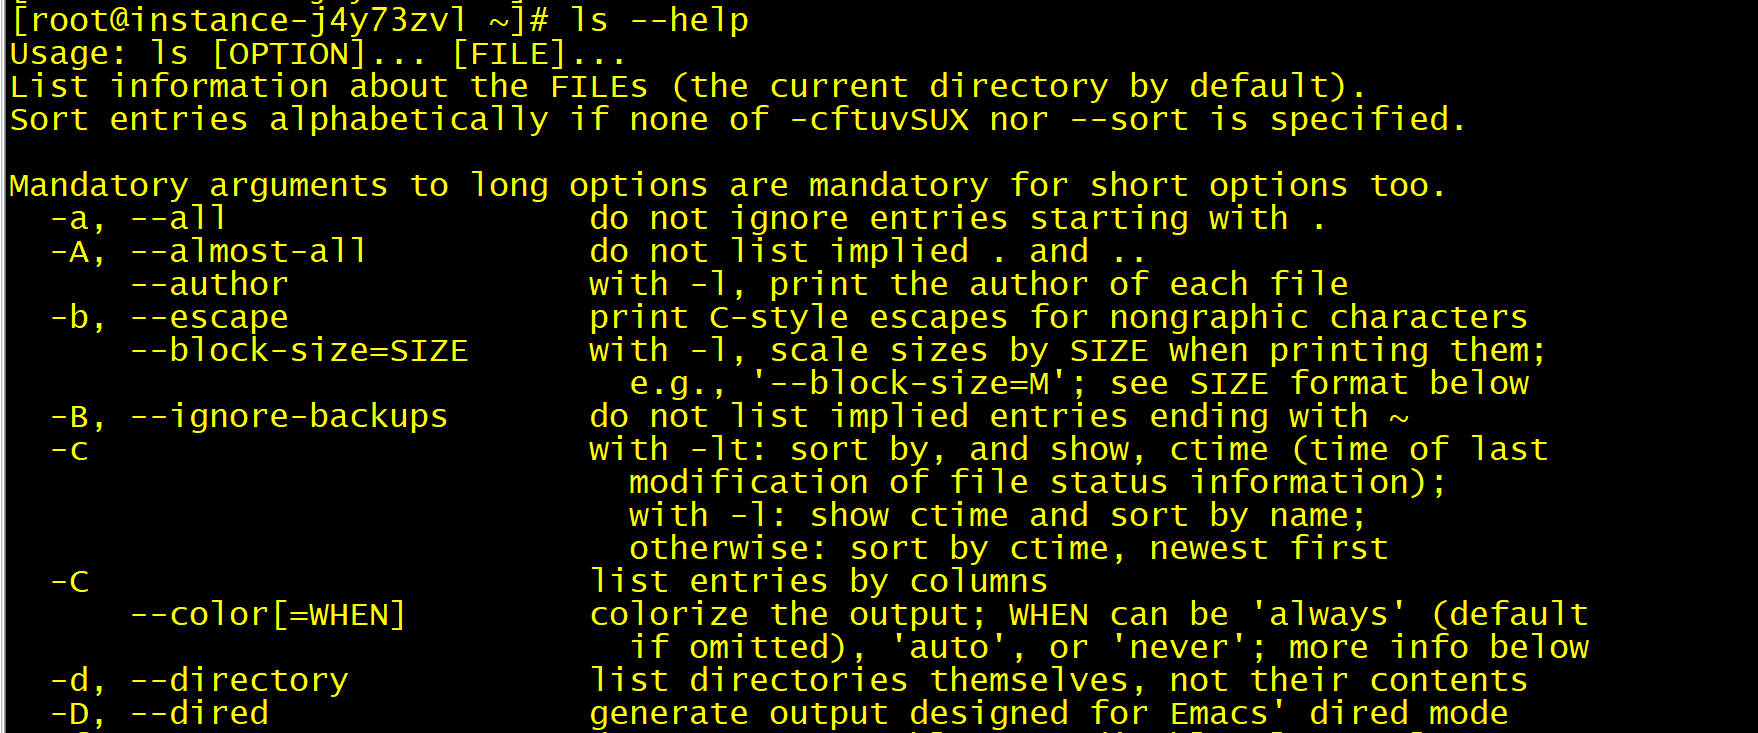 [root@instance-j4y73zvl ~]# ls --help
Usage: ls [OPTION]... [FILE]...
List information about the FILEs (the current directory by default).
Sort entries alphabetically if none of -cftuvSUX nor --sort is specified.

Mandatory arguments to long options are mandatory for short options too.
  -a, --all                  do not ignore entries starting with .
  -A, --almost-all           do not list implied . and ..
      --author               with -l, print the author of each file
  -b, --escape               print C-style escapes for nongraphic characters
      --block-size=SIZE      with -l, scale sizes by SIZE when printing them;
                               e.g., '--block-size=M'; see SIZE format below
  -B, --ignore-backups       do not list implied entries ending with ~
  -c                         with -lt: sort by, and show, ctime (time of last
                               modification of file status information);
                               with -l: show ctime and sort by name;
                               otherwise: sort by ctime, newest first
  -C                         list entries by columns
      --color[=WHEN]         colorize the output; WHEN can be 'always' (default
                               if omitted), 'auto', or 'never'; more info below
  -d, --directory            list directories themselves, not their contents
  -D, --dired                generate output designed for Emacs' dired mode